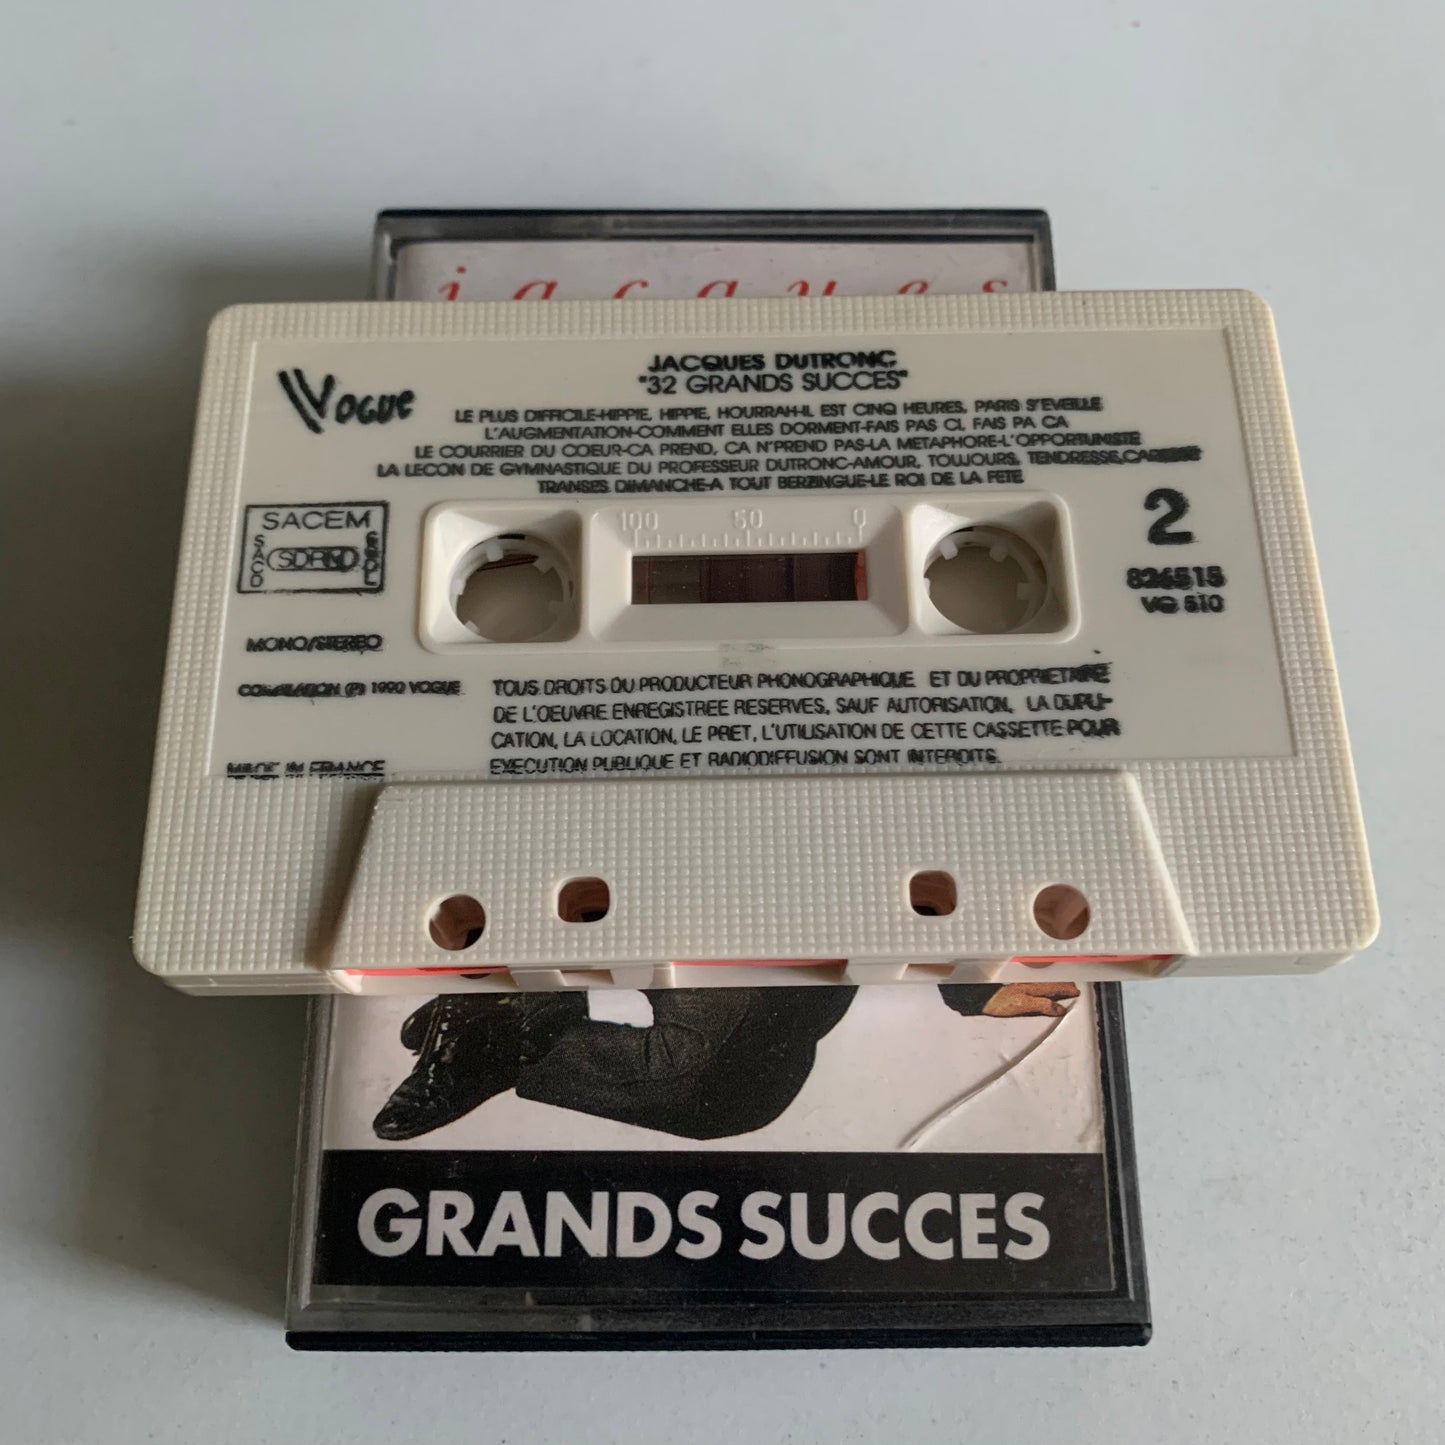 jacques
Vogue
JACQUES DUTRONC
"32 GRANDS SUCCES"
LE PLUS DIFFICILE-HIPPIE, HIPPIE, HOURRAH-IL EST CINQ HEURES, PARIS S'EVEILLE
L'AUGMENTATION-COMMENT ELLES DORMENT-FAIS PAS CI, FAIS PA CA
LE COURRIER DU COEUR-CA PREND, CA N'PREND PAS-LA METAPHORE-L'OPPORTUNISTE
LA LECON DE GYMNASTIQUE DU PROFESSEUR DUTRONC-AMOUR, TOUJOURS, TENDRESSE,CARESSE
TRANSES DIMANCHE-A TOUT BERZINGUE-LE ROI DE LA FETE
SACEM
SACD
SDRM
SGDL
100 50 0
2
826515
VG 510
MONO/STEREO
COMPILATION (P) 1990 VOGUE
MADE IN FRANCE
TOUS DROITS DU PRODUCTEUR PHONOGRAPHIQUE ET DU PROPRIETAIRE
DE L'OEUVRE ENREGISTREE RESERVES, SAUF AUTORISATION, LA DUPLI-
CATION, LA LOCATION, LE PRET, L'UTILISATION DE CETTE CASSETTE POUR
EXECUTION PUBLIQUE ET RADIODIFFUSION SONT INTERDITS.
GRANDS SUCCES